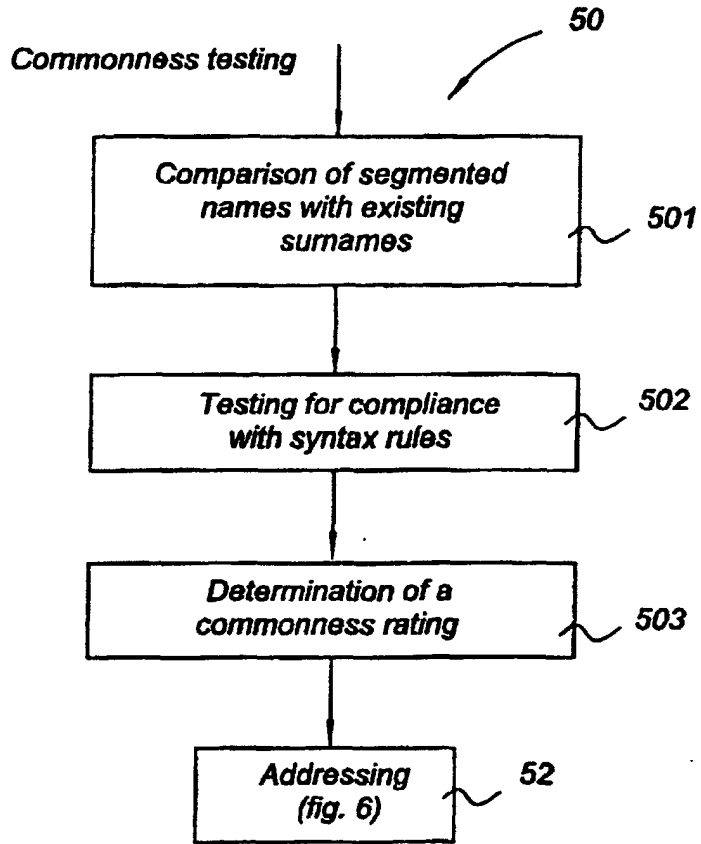 50
Commonness testing
Comparison of segmented
names with existing
surnames
501
Testing for compliance
with syntax rules
502
Determination of a
commonness rating
503
Addressing
(fig. 6)
52